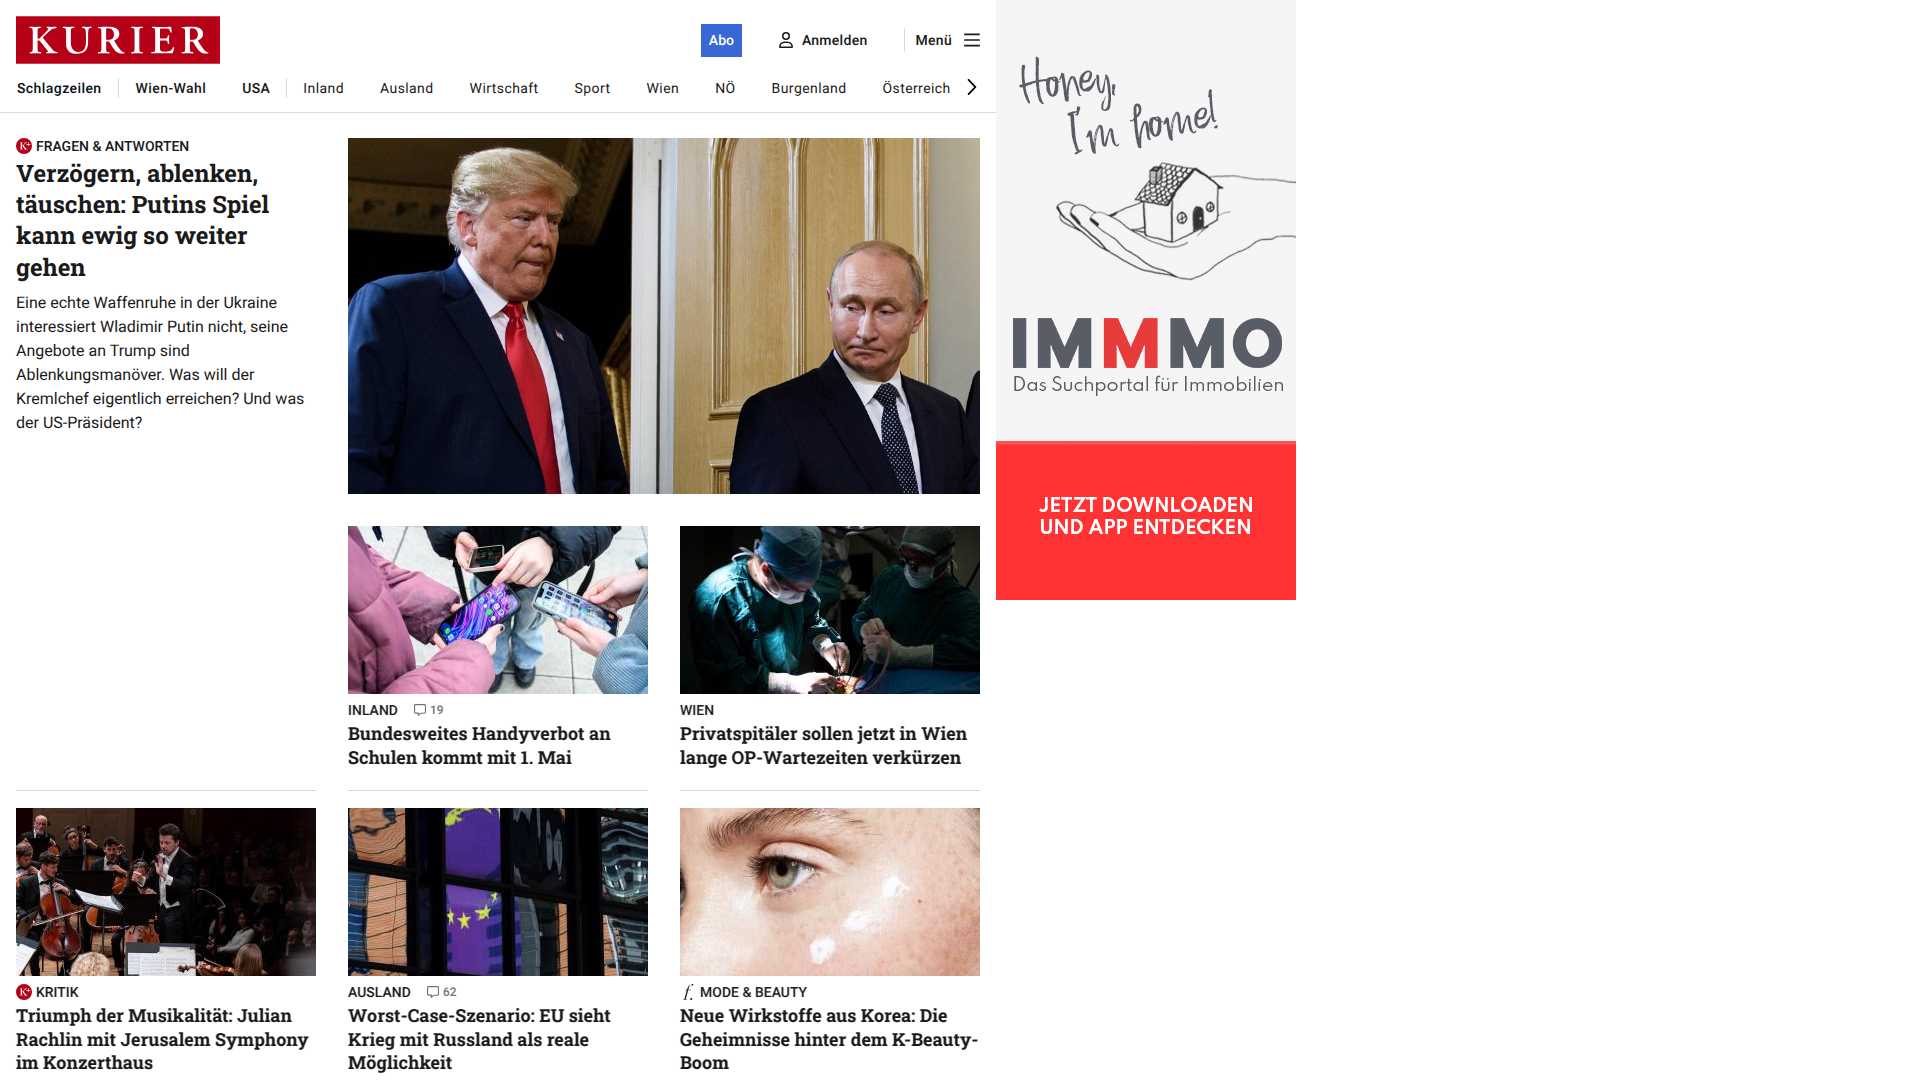 KURIER
Abo
Anmelden
Menü
Schlagzeilen
Wien-Wahl
USA
Inland
Ausland
Wirtschaft
Sport
Wien
NÖ
Burgenland
Österreich
FRAGEN & ANTWORTEN
Verzögern, ablenken,
täuschen: Putins Spiel
kann ewig so weiter
gehen
Eine echte Waffenruhe in der Ukraine
interessiert Wladimir Putin nicht, seine
Angebote an Trump sind
Ablenkungsmanöver. Was will der
Kremlchef eigentlich erreichen? Und was
der US-Präsident?
INLAND 19
Bundesweites Handyverbot an
Schulen kommt mit 1. Mai
WIEN
Privatspitäler sollen jetzt in Wien
lange OP-Wartezeiten verkürzen
KRITIK
Triumph der Musikalität: Julian
Rachlin mit Jerusalem Symphony
im Konzerthaus
AUSLAND 62
Worst-Case-Szenario: EU sieht
Krieg mit Russland als reale
Möglichkeit
f. MODE & BEAUTY
Neue Wirkstoffe aus Korea: Die
Geheimnisse hinter dem K-Beauty-
Boom
Honey,
I'm home!
IMMMO
Das Suchportal für Immobilien
JETZT DOWNLOADEN
UND APP ENTDECKEN